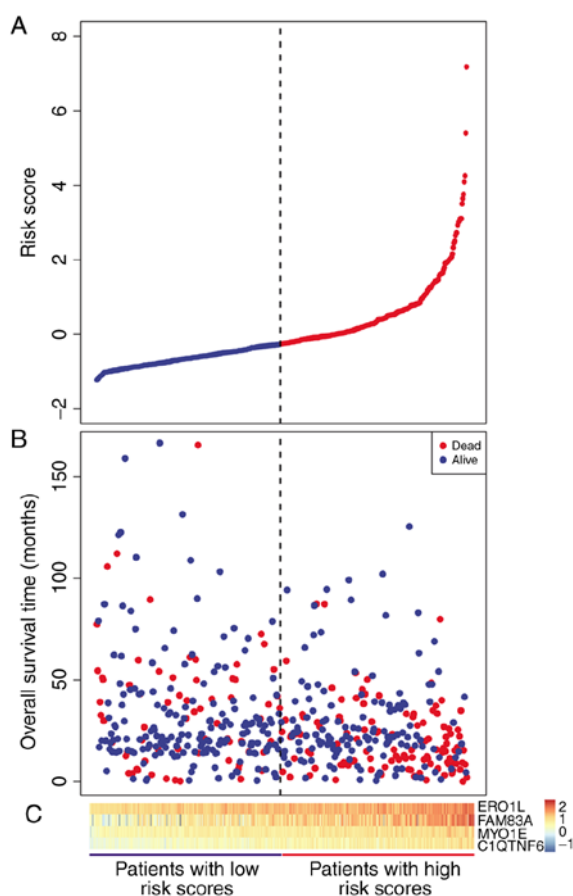 A
Risk score
8
6
4
2
0
−2
B
Dead
Alive
Overall survival time (months)
150
100
50
0
C
ERO1L
FAM83A
MYO1E
C1QTNF6
2
1
0
−1
Patients with low
risk scores
Patients with high
risk scores